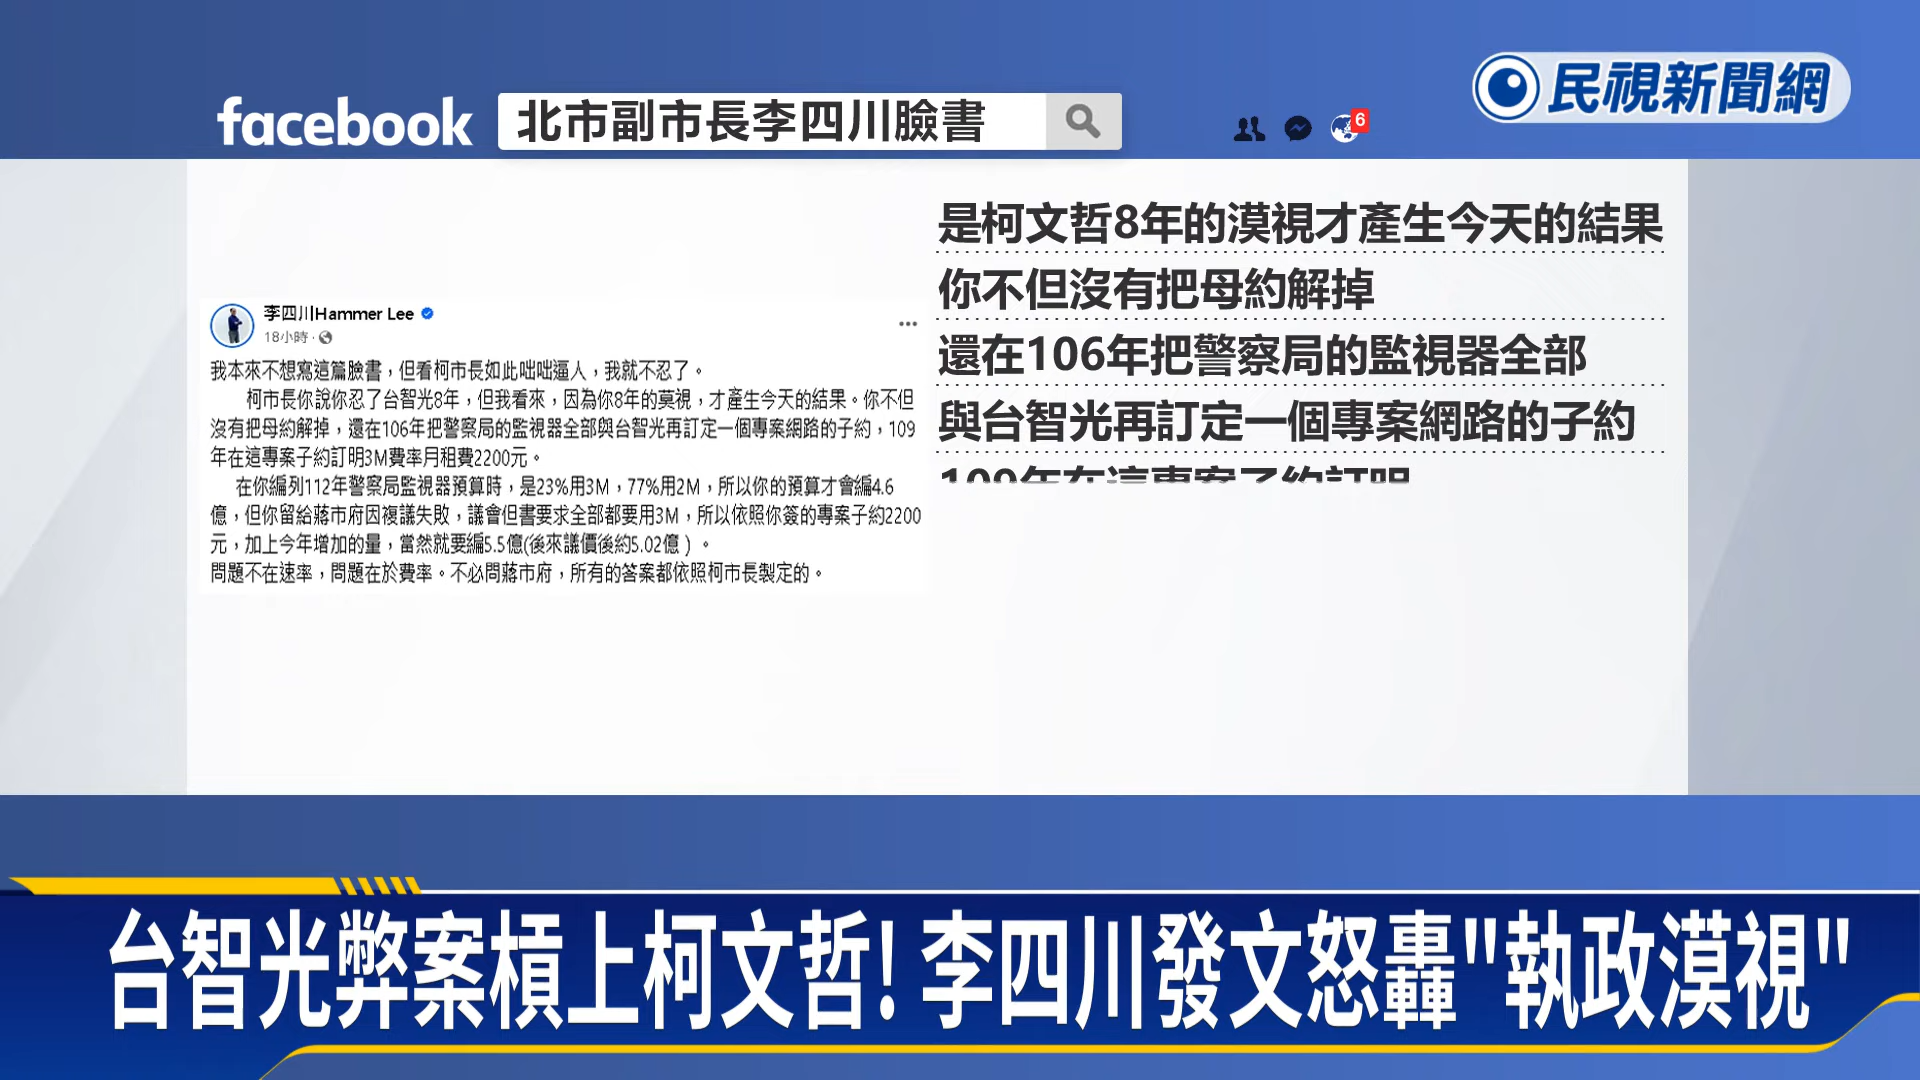 民視新聞網
facebook
北市副市長李四川臉書
6
李四川Hammer Lee
18小時 ·
我本來不想寫這篇臉書，但看柯市長如此咄咄逼人，我就不忍了。
柯市長你說你忍了台智光8年，但我看來，因為你8年的莫視，才產生今天的結果。你不但
沒有把母約解掉，還在106年把警察局的監視器全部與台智光再訂定一個專案網路的子約，109
年在這專案子約訂明3M費率月租費2200元。
在你編列112年警察局監視器預算時，是23%用3M，77%用2M，所以你的預算才會編4.6
億，但你留給蔣市府因複議失敗，議會但書要求全部都要用3M，所以依照你簽的專案子約2200
元，加上今年增加的量，當然就要編5.5億(後來議價後約5.02億）。
問題不在速率，問題在於費率。不必問蔣市府，所有的答案都依照柯市長製定的。
是柯文哲8年的漠視才產生今天的結果
你不但沒有把母約解掉
還在106年把警察局的監視器全部
與台智光再訂定一個專案網路的子約
109年在這專案子約訂明
台智光弊案槓上柯文哲! 李四川發文怒轟"執政漠視"